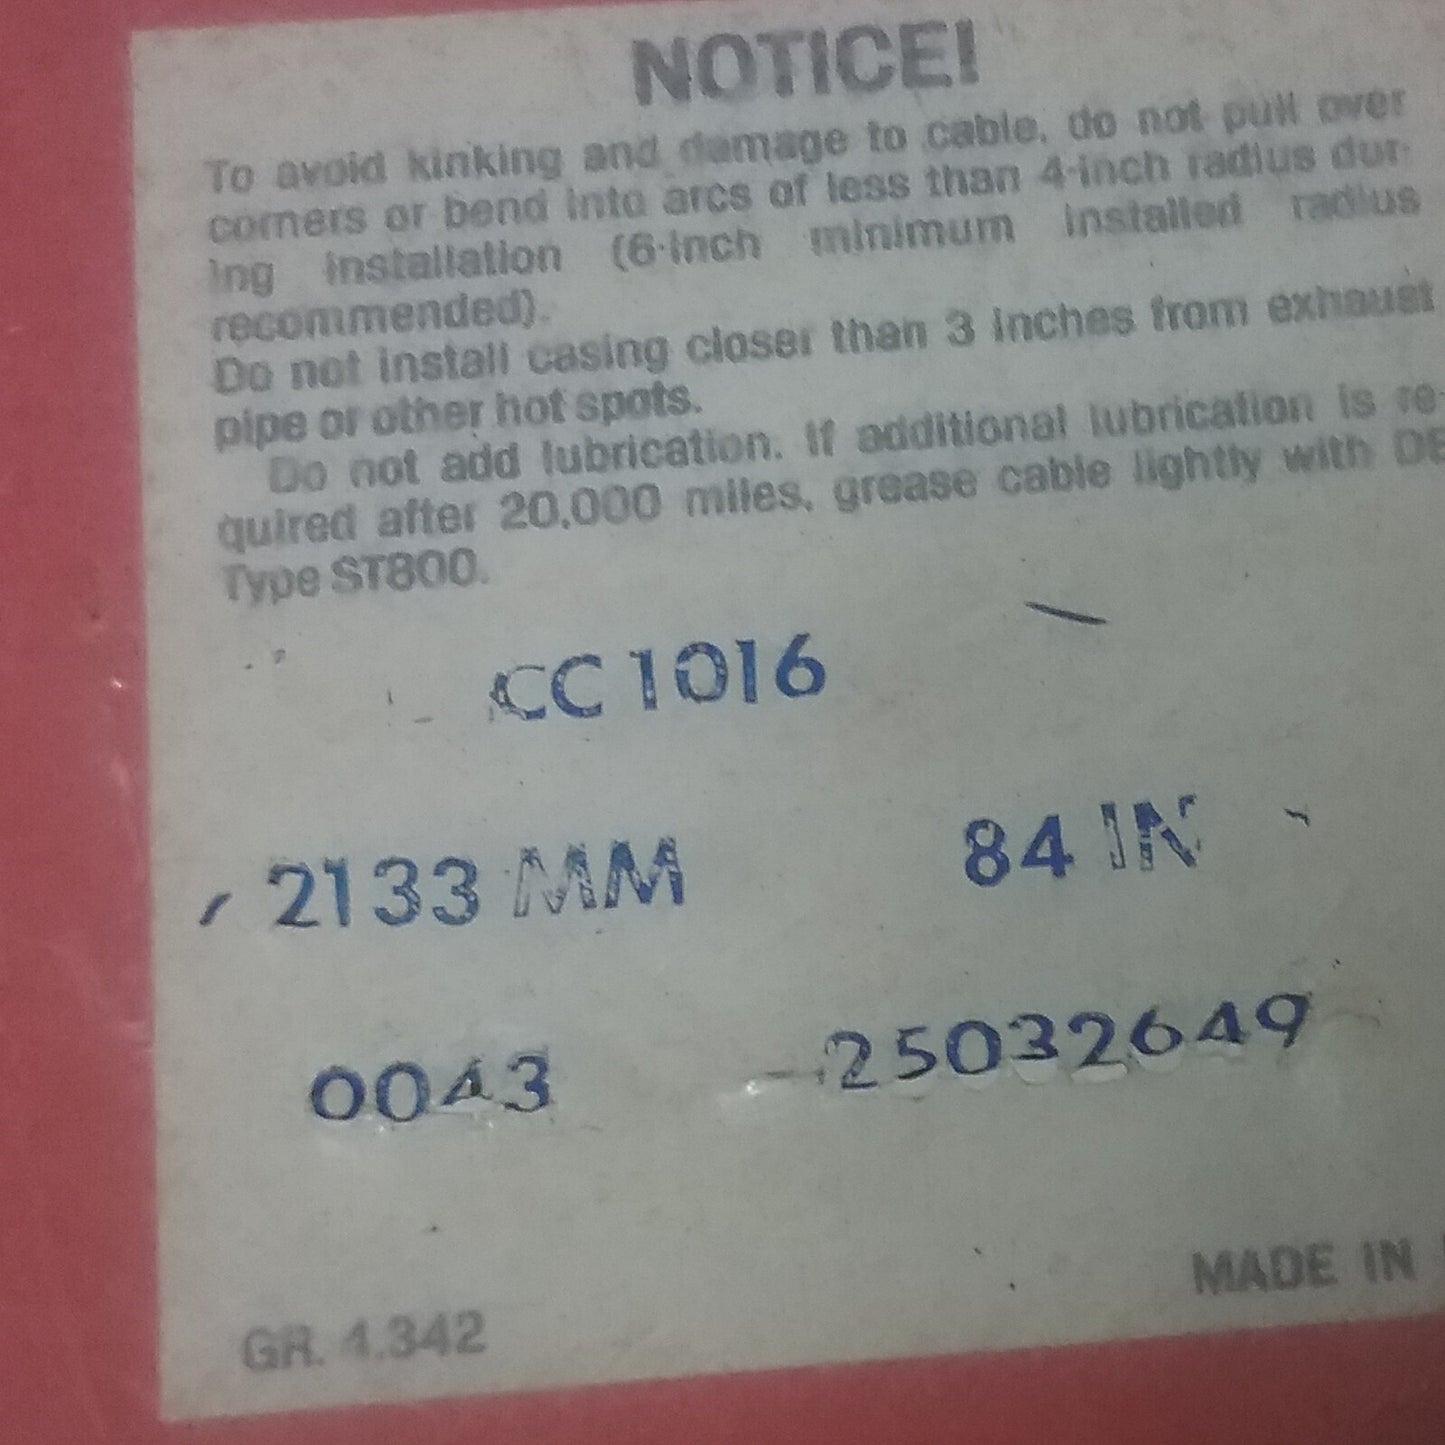 NOTICE!
To avoid kinking and damage to cable, do not pull over
corners or bend into arcs of less than 4-inch radius dur-
ing installation (6-inch minimum installed radius
recommended).
Do not install casing closer than 3 inches from exhaust
pipe or other hot spots.
Do not add lubrication. If additional lubrication is re-
quired after 20,000 miles, grease cable lightly with
Type ST800.
CC1016
2133 MM 84 IN
0043 25032649
MADE IN
GR. 4.342